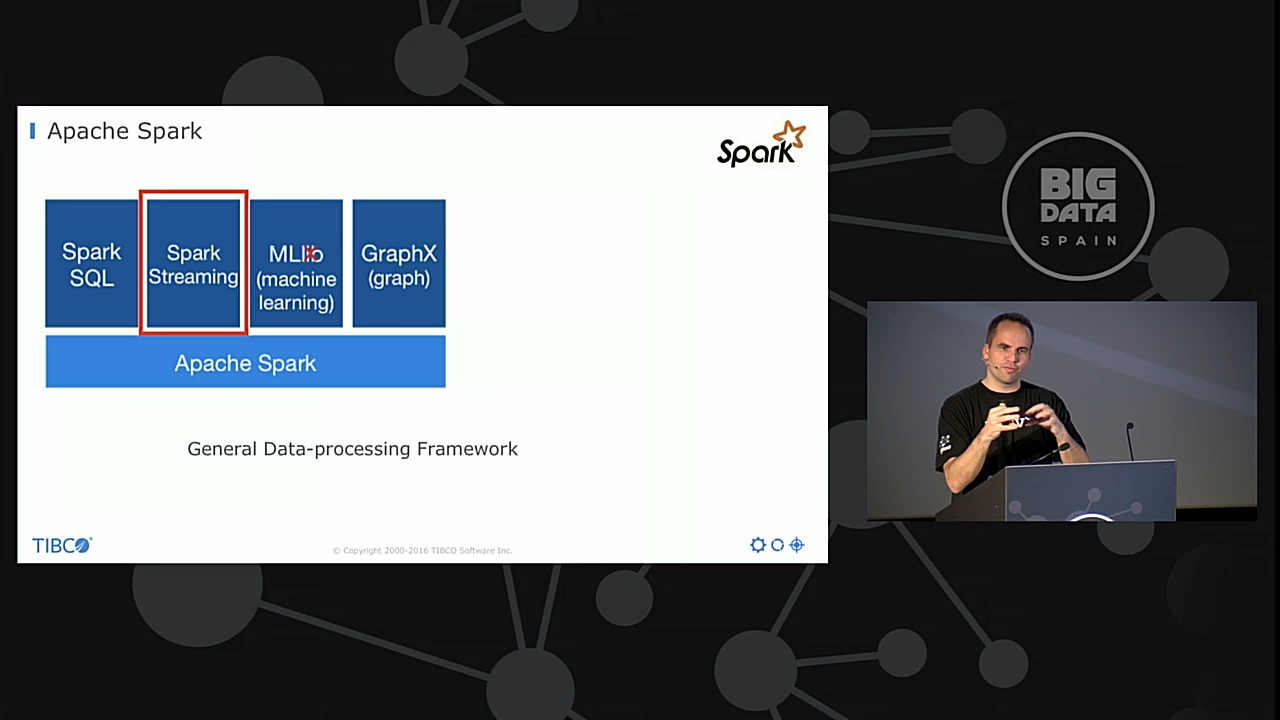 Apache Spark
Spark
Spark
SQL
Spark
Streaming
MLlib
(machine
learning)
GraphX
(graph)
Apache Spark
General Data-processing Framework
TIBCO
© Copyright 2000-2016 TIBCO Software Inc.
BIG
DATA
SPAIN